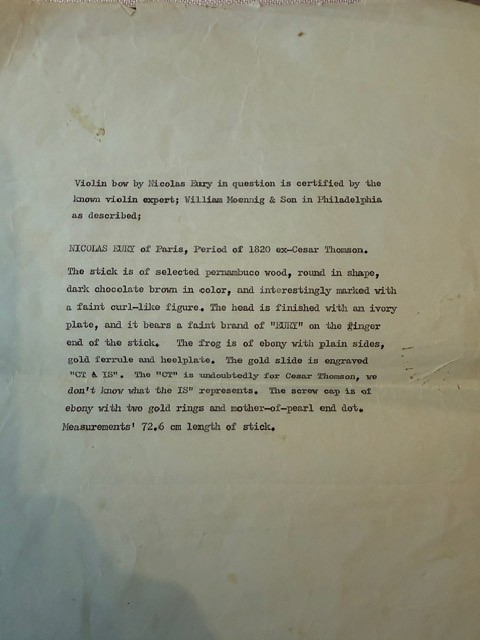 Violin bow by Nicolas Eury in question is certified by the
known violin expert; William Moennig & Son in Philadelphia
as described;
NICOLAS EURY of Paris, Period of 1820 ex-Cesar Thomson.
The stick is of selected pernambuco wood, round in shape,
dark chocolate brown in color, and interestingly marked with
a faint curl-like figure. The head is finished with an ivory
plate, and it bears a faint brand of "EURY" on the finger
end of the stick. The frog is of ebony with plain sides,
gold ferrule and heelplate. The gold slide is engraved
"CT & IS". The "CT" is undoubtedly for Cesar Thomson, we
don't know what the IS" represents. The screw cap is of
ebony with two gold rings and mother-of-pearl end dot.
Measurements' 72.6 cm length of stick.